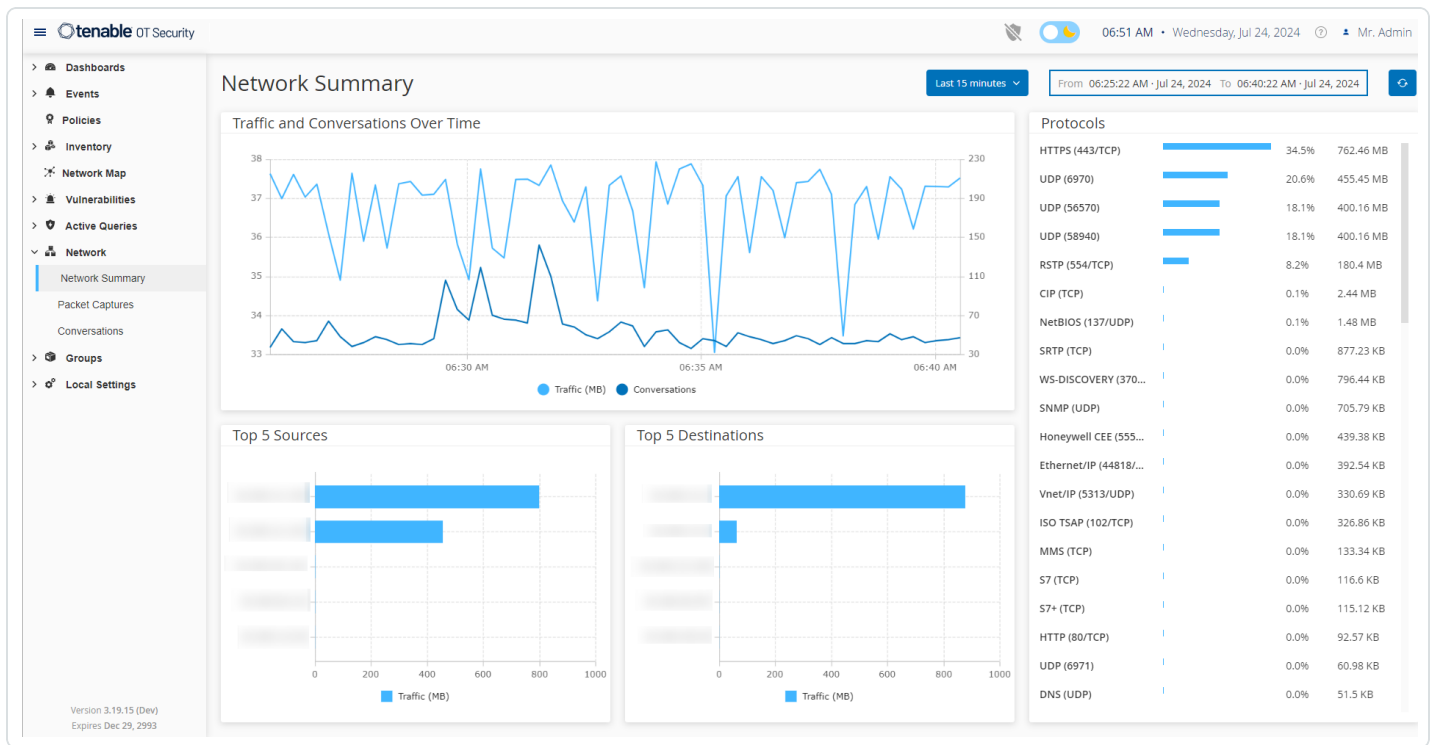 tenable OT Security
06:51 AM • Wednesday, Jul 24, 2024 ? Mr. Admin
Dashboards
Events
Policies
Inventory
Network Map
Vulnerabilities
Active Queries
Network
Network Summary
Packet Captures
Conversations
Groups
Local Settings
Version 3.19.15 (Dev)
Expires Dec 29, 2993
Network Summary
Last 15 minutes
From 06:25:22 AM · Jul 24, 2024 To 06:40:22 AM · Jul 24, 2024
Traffic and Conversations Over Time
38 230
37 190
36 150
35 110
34 70
33 30
06:30 AM 06:35 AM 06:40 AM
Traffic (MB) Conversations
Top 5 Sources
0 200 400 600 800 1000
Traffic (MB)
Top 5 Destinations
0 200 400 600 800 1000
Traffic (MB)
Protocols
HTTPS (443/TCP) 34.5% 762.46 MB
UDP (6970) 20.6% 455.45 MB
UDP (56570) 18.1% 400.16 MB
UDP (58940) 18.1% 400.16 MB
RSTP (554/TCP) 8.2% 180.4 MB
CIP (TCP) 0.1% 2.44 MB
NetBIOS (137/UDP) 0.1% 1.48 MB
SRTP (TCP) 0.0% 877.23 KB
WS-DISCOVERY (370... 0.0% 796.44 KB
SNMP (UDP) 0.0% 705.79 KB
Honeywell CEE (555... 0.0% 439.38 KB
Ethernet/IP (44818/... 0.0% 392.54 KB
Vnet/IP (5313/UDP) 0.0% 330.69 KB
ISO TSAP (102/TCP) 0.0% 326.86 KB
MMS (TCP) 0.0% 133.34 KB
S7 (TCP) 0.0% 116.6 KB
S7+ (TCP) 0.0% 115.12 KB
HTTP (80/TCP) 0.0% 92.57 KB
UDP (6971) 0.0% 60.98 KB
DNS (UDP) 0.0% 51.5 KB